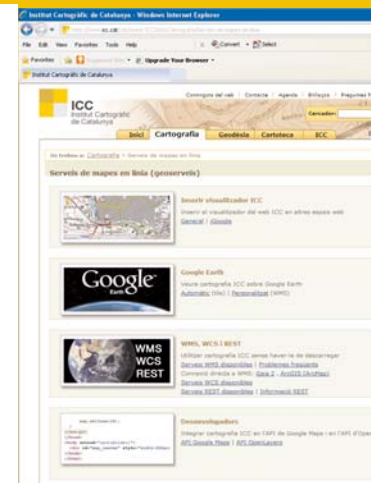 Institut Cartogràfic de Catalunya - Windows Internet Explorer
File Edit View Favorites Tools Help
Convert Select
Favorites Upgrade Your Browser
Institut Cartogràfic de Catalunya
Continguts del web | Contacte | Agenda | Enllaços | Preguntes f
ICC
Institut Cartogràfic
de Catalunya
Cercador:
Inici Cartografia Geodèsia Cartoteca ICC
Us trobeu a: Cartografia > Serveis de mapes en línia
Serveis de mapes en línia (geoserveis)
Inserir visualitzador ICC
Inserir el visualitzador del web ICC en altres espais web
General | Google
Google
Earth
Google Earth
Veure cartografia ICC sobre Google Earth
Automàtic (tile) | Personalitzat (WMS)
WMS
WCS
REST
WMS, WCS i REST
Utilitzar cartografia ICC sense haver-la de descarregar
Serveis WMS disponibles | Problemes freqüents
Connexió directa a WMS: Gaia 2, ArcGIS (ArcMap)
Serveis WCS disponibles
Serveis REST disponibles | Informació REST
Desenvolupadors
Integrar cartografia ICC en l'API de Google Maps i en l'API d'Open
API Google Maps | API OpenLayers